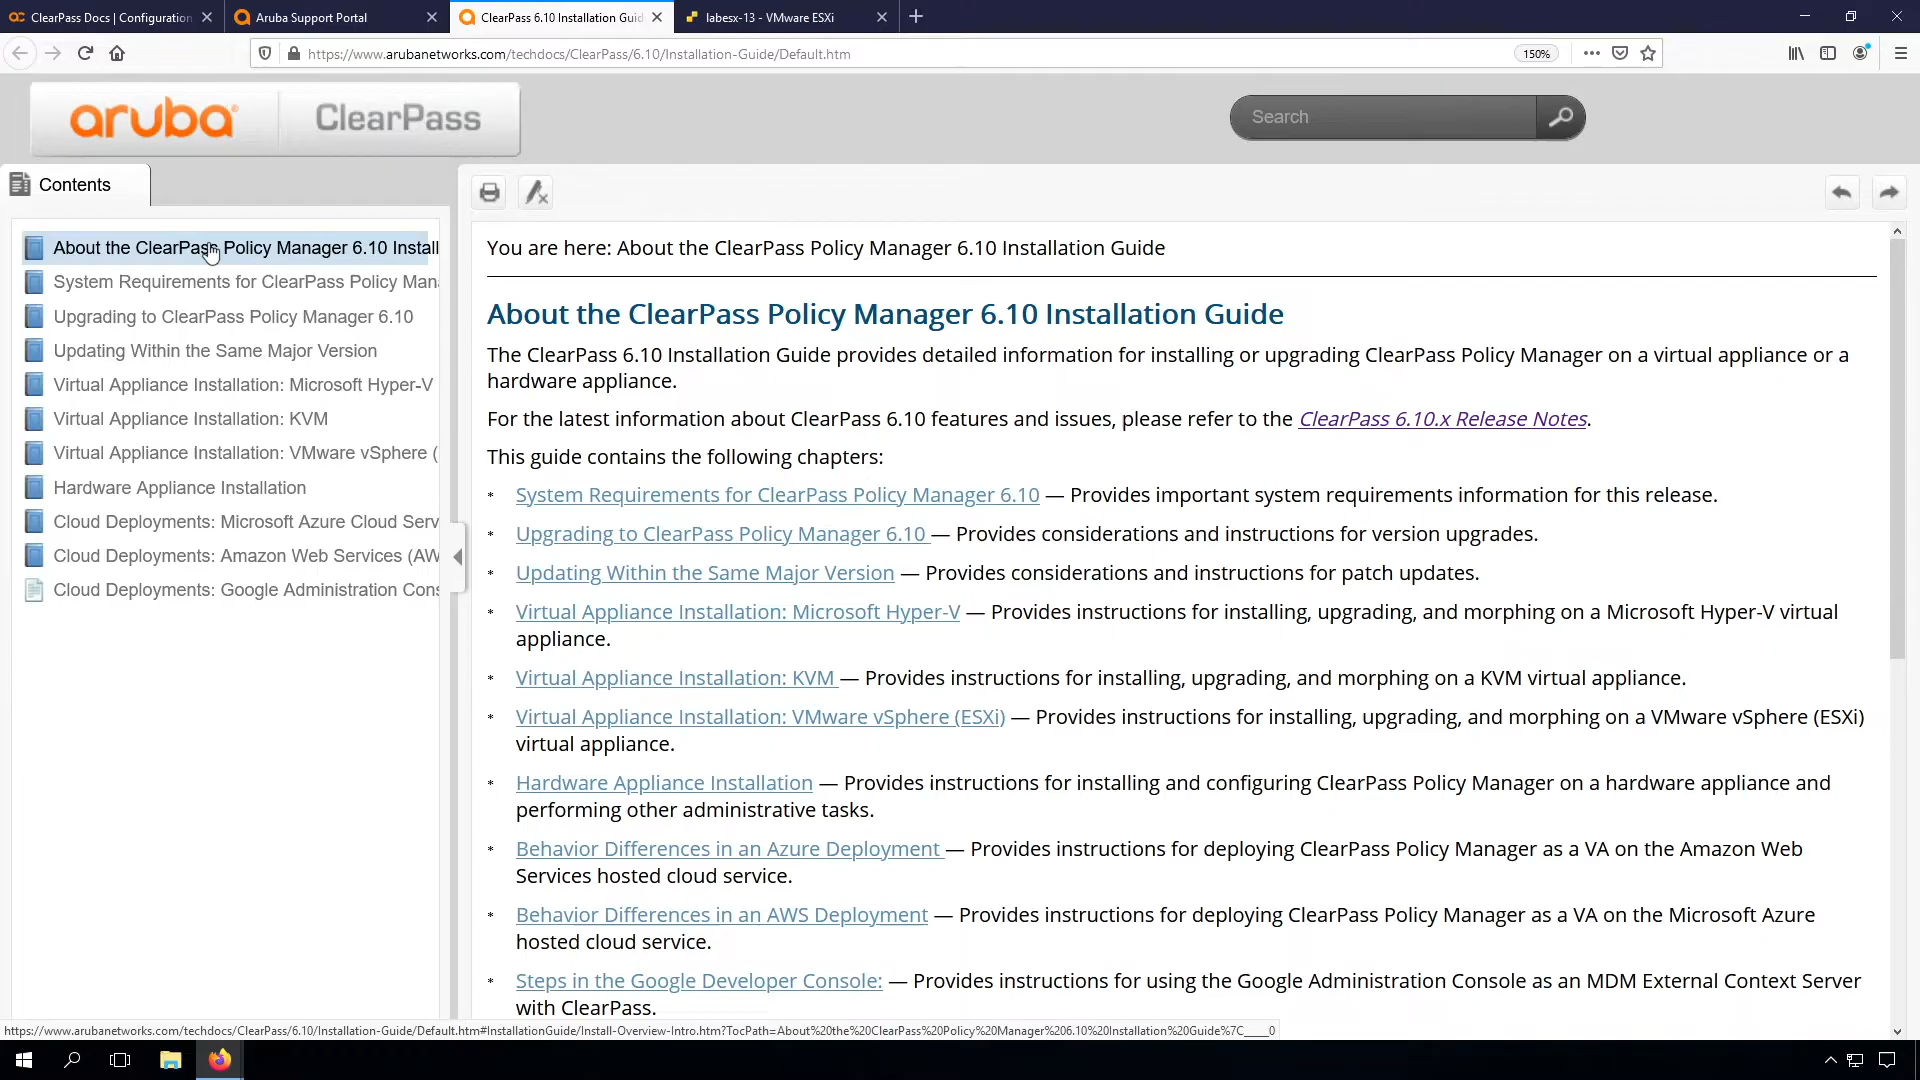 ClearPass Docs | Configuration
Aruba Support Portal
ClearPass 6.10 Installation Guid
labesx-13 - VMware ESXi
https://www.arubanetworks.com/techdocs/ClearPass/6.10/Installation-Guide/Default.htm
150%
aruba
ClearPass
Search
Contents
About the ClearPass Policy Manager 6.10 Install
System Requirements for ClearPass Policy Man
Upgrading to ClearPass Policy Manager 6.10
Updating Within the Same Major Version
Virtual Appliance Installation: Microsoft Hyper-V
Virtual Appliance Installation: KVM
Virtual Appliance Installation: VMware vSphere (
Hardware Appliance Installation
Cloud Deployments: Microsoft Azure Cloud Serv
Cloud Deployments: Amazon Web Services (AW
Cloud Deployments: Google Administration Cons
You are here: About the ClearPass Policy Manager 6.10 Installation Guide
About the ClearPass Policy Manager 6.10 Installation Guide
The ClearPass 6.10 Installation Guide provides detailed information for installing or upgrading ClearPass Policy Manager on a virtual appliance or a
hardware appliance.
For the latest information about ClearPass 6.10 features and issues, please refer to the ClearPass 6.10.x Release Notes.
This guide contains the following chapters:
* System Requirements for ClearPass Policy Manager 6.10 — Provides important system requirements information for this release.
* Upgrading to ClearPass Policy Manager 6.10 — Provides considerations and instructions for version upgrades.
* Updating Within the Same Major Version — Provides considerations and instructions for patch updates.
* Virtual Appliance Installation: Microsoft Hyper-V — Provides instructions for installing, upgrading, and morphing on a Microsoft Hyper-V virtual
appliance.
* Virtual Appliance Installation: KVM — Provides instructions for installing, upgrading, and morphing on a KVM virtual appliance.
* Virtual Appliance Installation: VMware vSphere (ESXi) — Provides instructions for installing, upgrading, and morphing on a VMware vSphere (ESXi)
virtual appliance.
* Hardware Appliance Installation — Provides instructions for installing and configuring ClearPass Policy Manager on a hardware appliance and
performing other administrative tasks.
* Behavior Differences in an Azure Deployment — Provides instructions for deploying ClearPass Policy Manager as a VA on the Amazon Web
Services hosted cloud service.
* Behavior Differences in an AWS Deployment — Provides instructions for deploying ClearPass Policy Manager as a VA on the Microsoft Azure
hosted cloud service.
* Steps in the Google Developer Console: — Provides instructions for using the Google Administration Console as an MDM External Context Server
with ClearPass.
https://www.arubanetworks.com/techdocs/ClearPass/6.10/Installation-Guide/Default.htm#InstallationGuide/Install-Overview-Intro.htm?TocPath=About%20the%20ClearPass%20Policy%20Manager%206.10%20Installation%20Guide%7C_____0